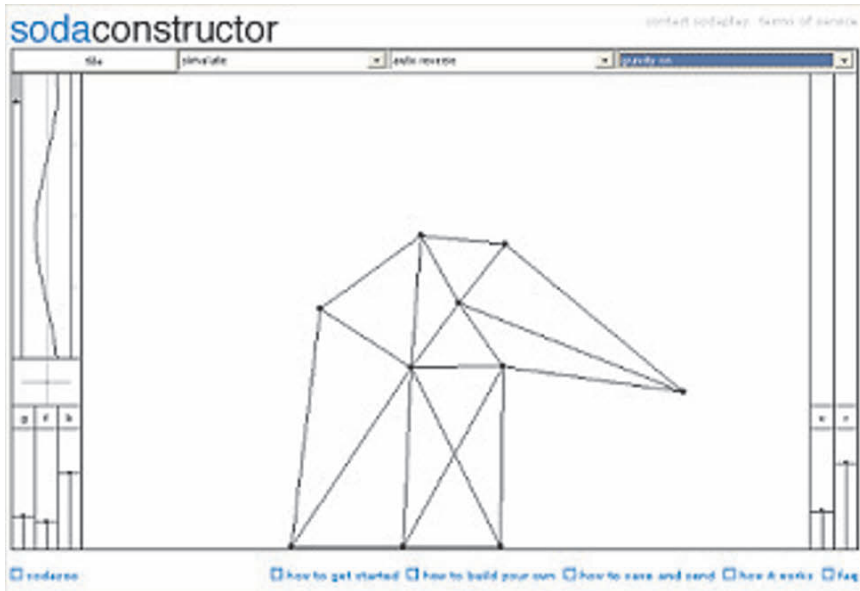 sodaconstructor
contact sodaplay terms of service
file simulate auto reverse gravity on
g f k
sodazoo how to get started how to build your own how to save and send how it works faq